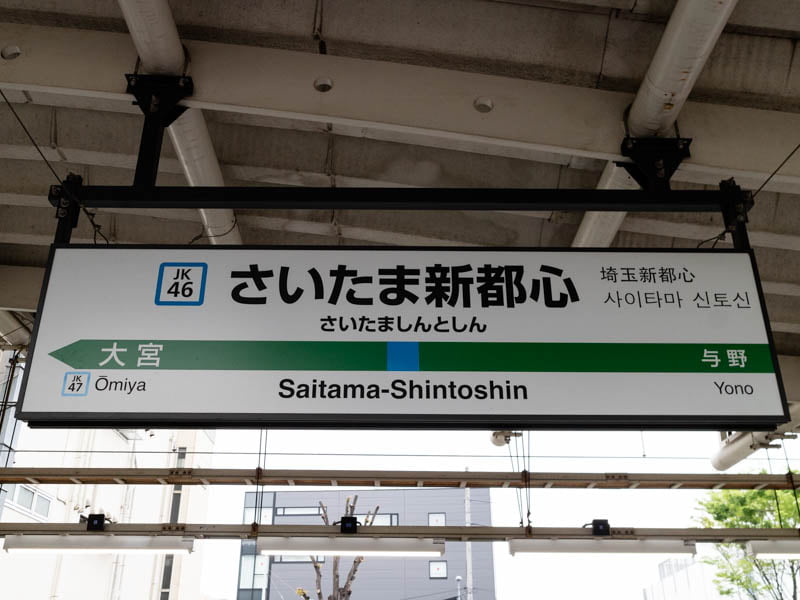 JK
46
さいたま新都心
埼玉新都心
사이타마 신토신
さいたましんとしん
大宮
与野
JK
47
Ōmiya
Saitama-Shintoshin
Yono